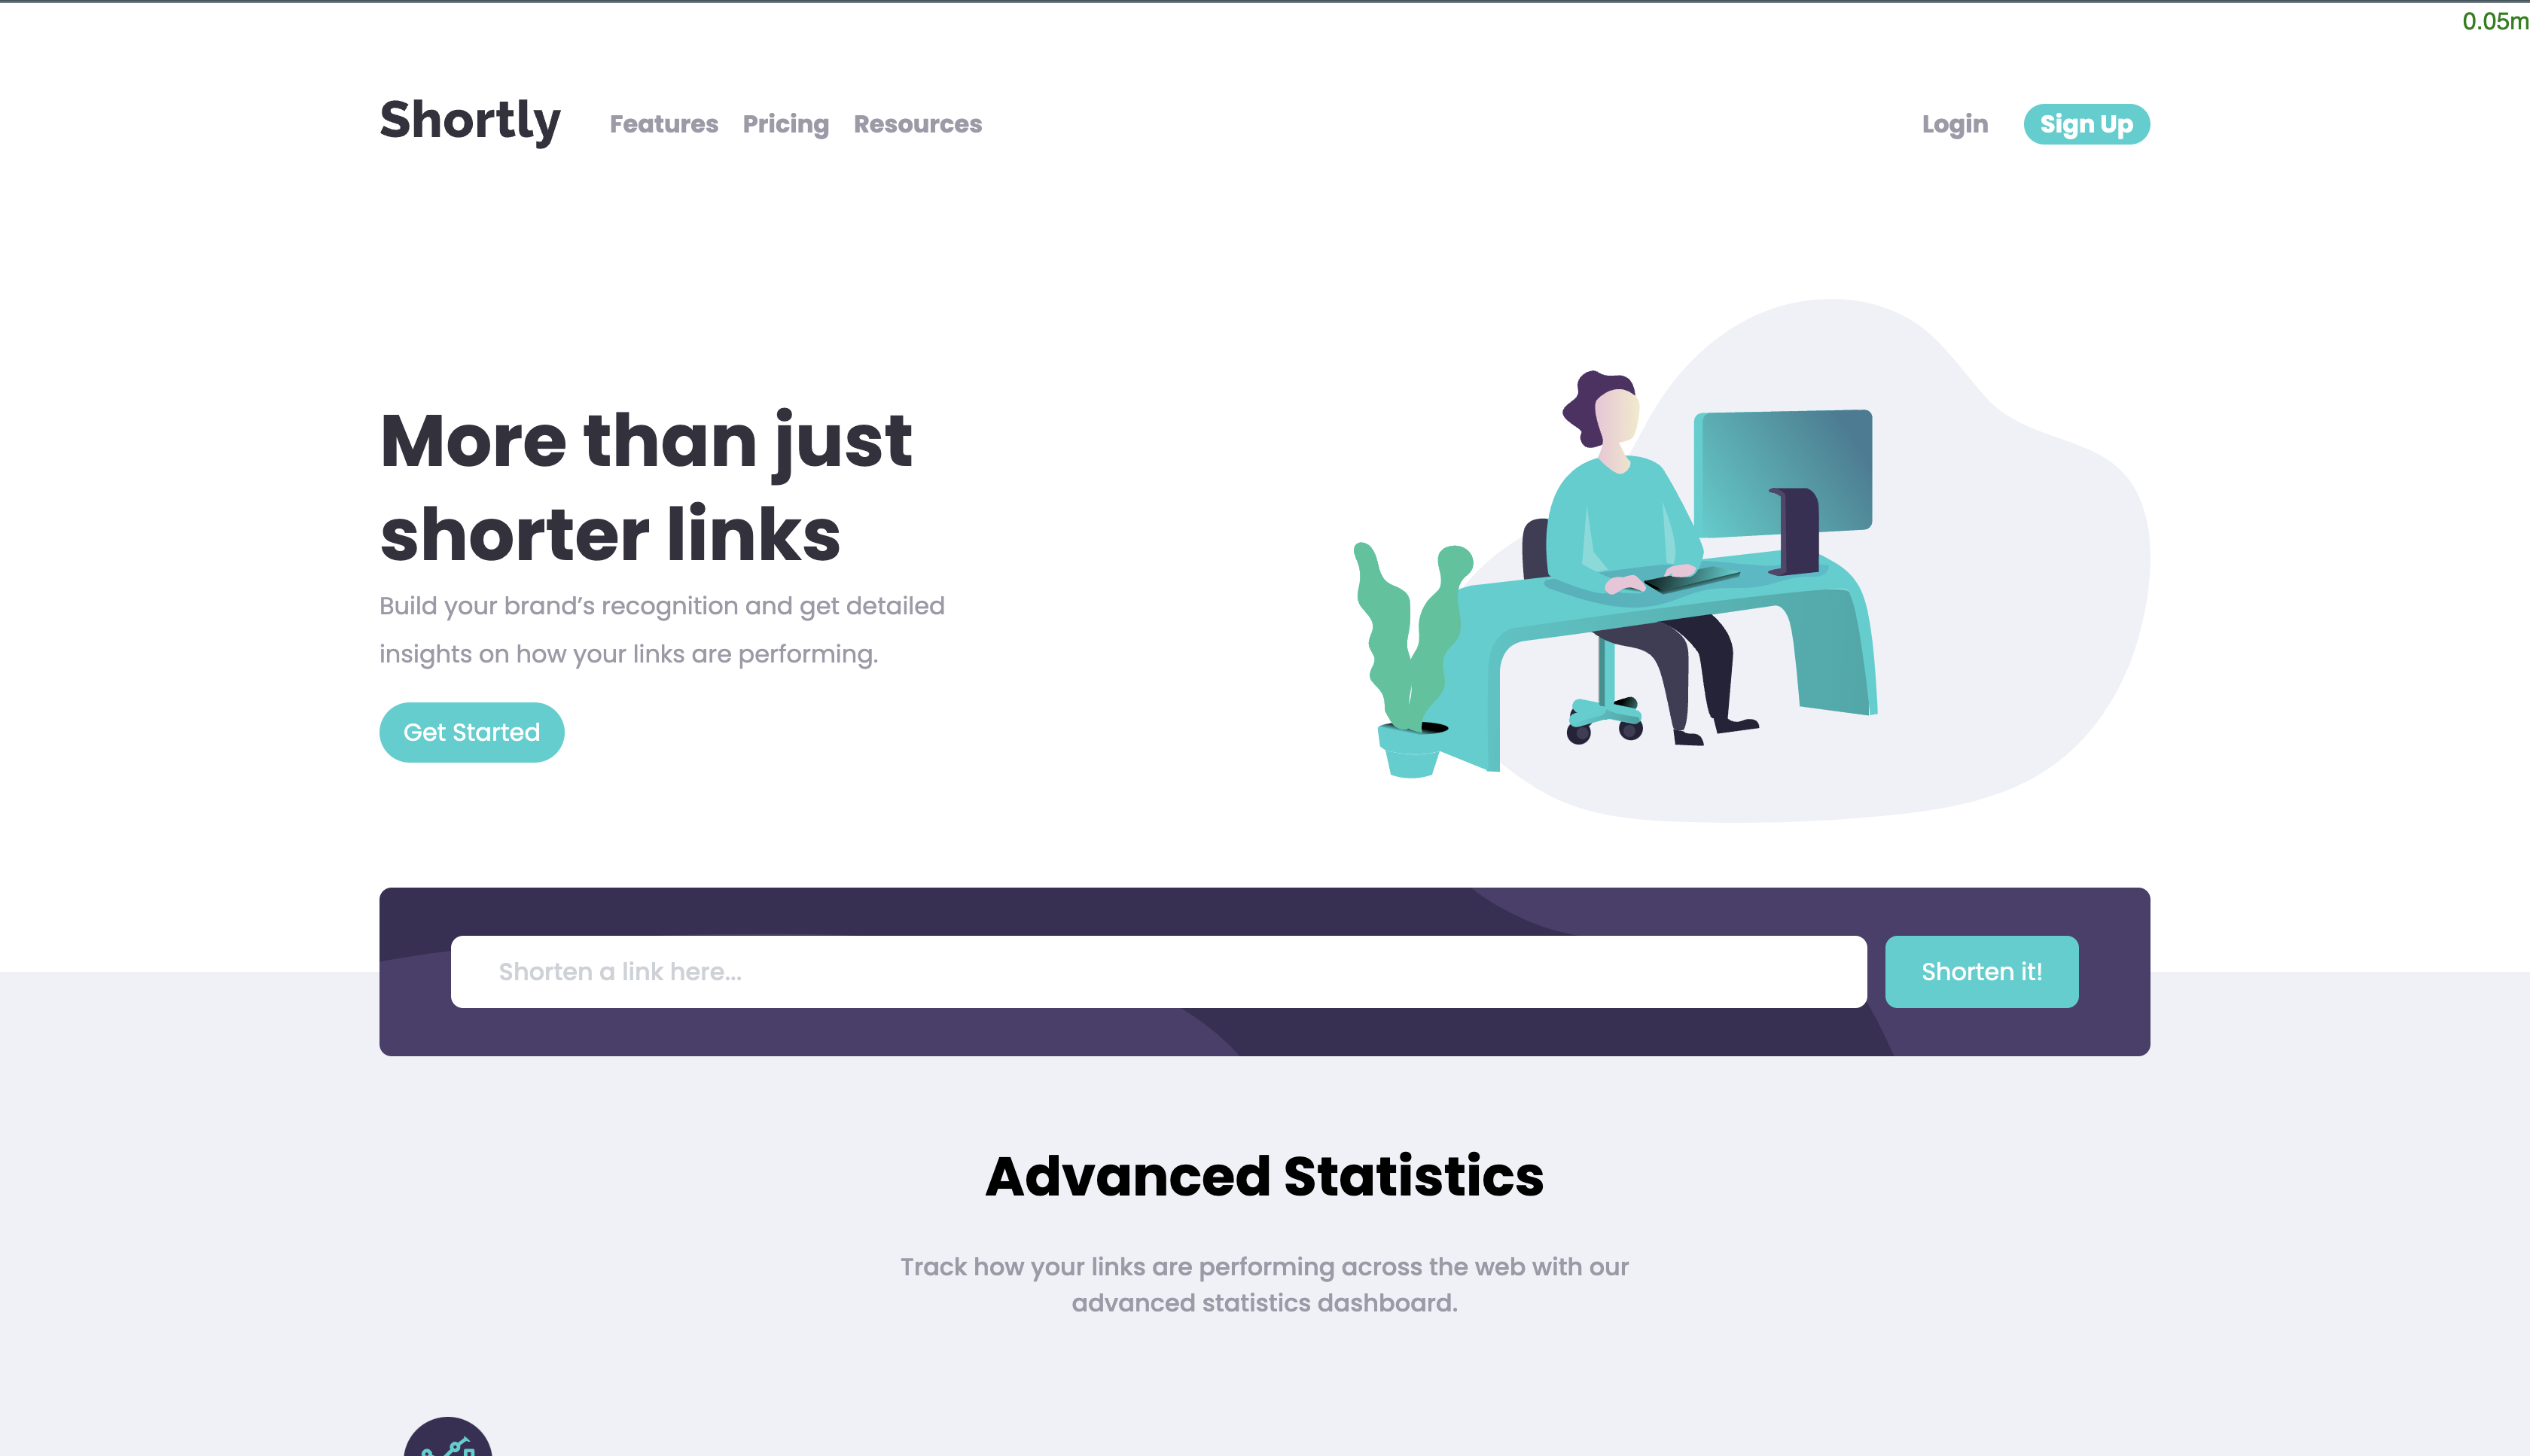 0.05m
Shortly
Features Pricing Resources
Login
Sign Up
More than just
shorter links
Build your brand’s recognition and get detailed
insights on how your links are performing.
Get Started
Shorten a link here...
Shorten it!
Advanced Statistics
Track how your links are performing across the web with our
advanced statistics dashboard.